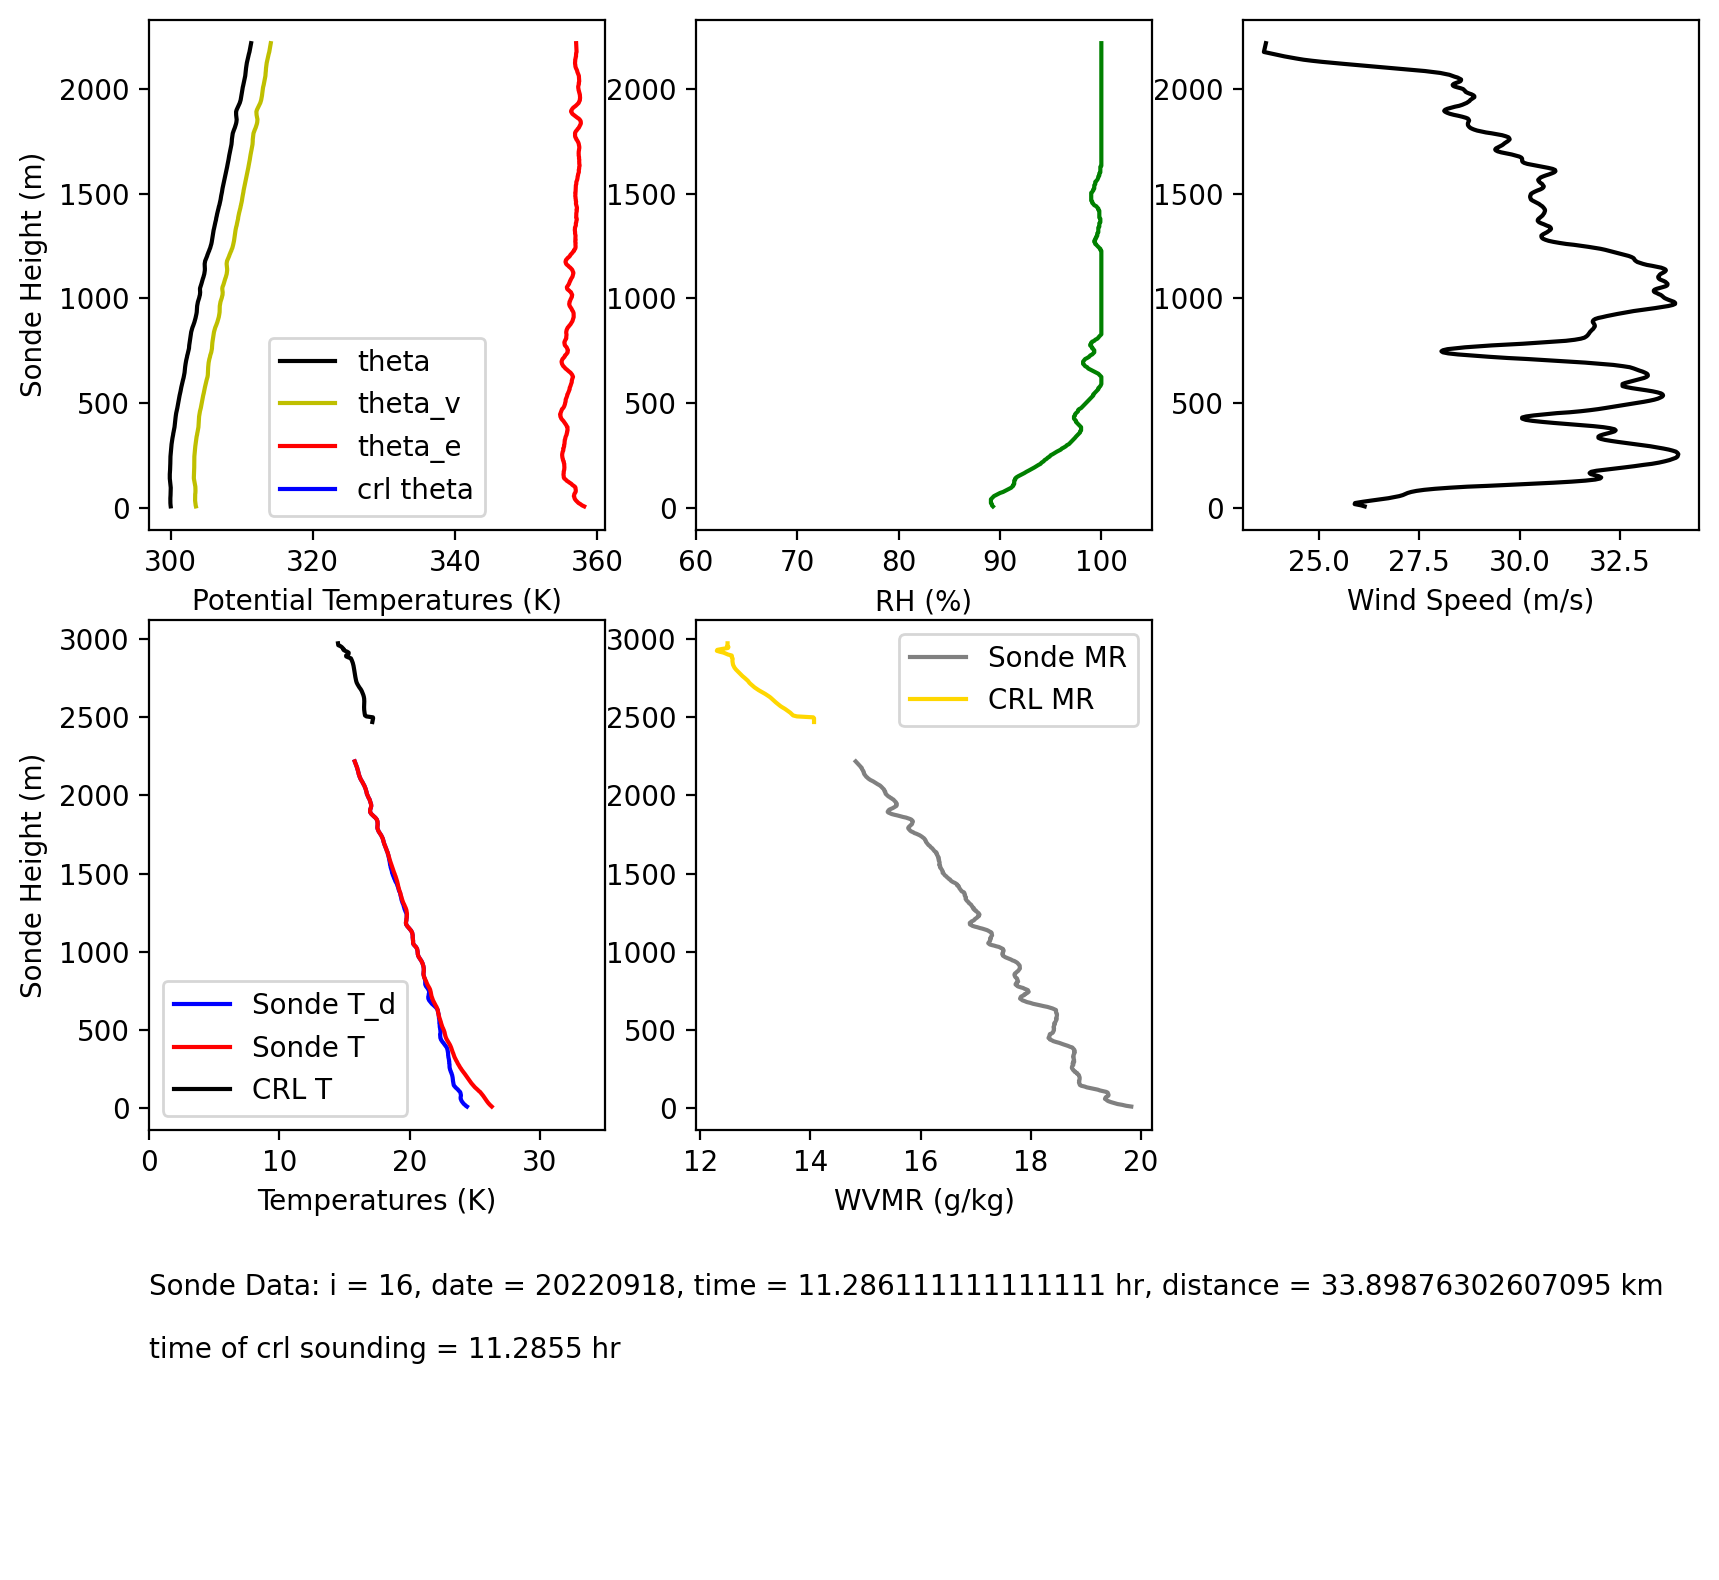 Sonde Height (m)
2000
1500
1000
500
0
theta
theta_v
theta_e
crl theta
300 320 340 360
Potential Temperatures (K)
2000
1500
1000
500
0
60 70 80 90 100
RH (%)
2000
1500
1000
500
0
25.0 27.5 30.0 32.5
Wind Speed (m/s)
Sonde Height (m)
3000
2500
2000
1500
1000
500
0
Sonde T_d
Sonde T
CRL T
0 10 20 30
Temperatures (K)
3000
2500
2000
1500
1000
500
0
Sonde MR
CRL MR
12 14 16 18 20
WVMR (g/kg)
Sonde Data: i = 16, date = 20220918, time = 11.286111111111111 hr, distance = 33.89876302607095 km
time of crl sounding = 11.2855 hr